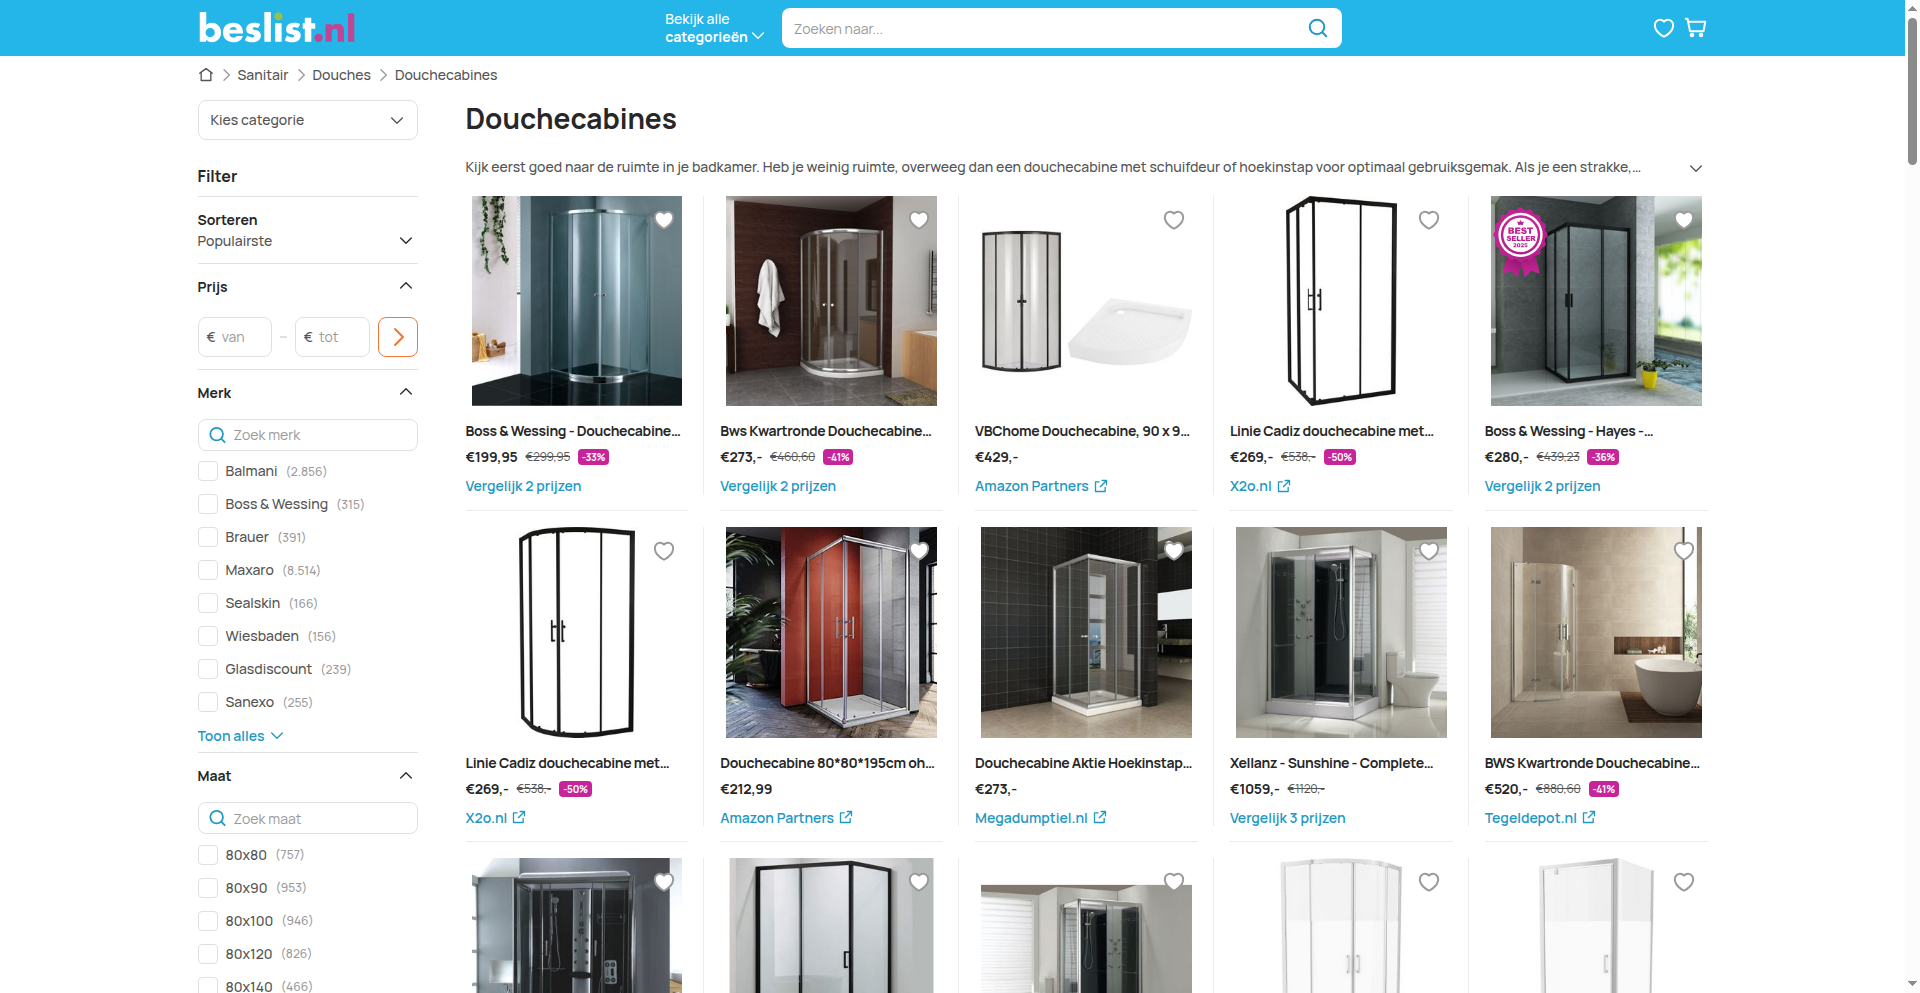 beslist.nl
Bekijk alle
categorieën
Zoeken naar...
Sanitair
Douches
Douchecabines
Kies categorie
Filter
Sorteren
Populairste
Prijs
€ van
–
€ tot
Merk
Zoek merk
Balmani (2.856)
Boss & Wessing (315)
Brauer (391)
Maxaro (8.514)
Sealskin (166)
Wiesbaden (156)
Glasdiscount (239)
Sanexo (255)
Toon alles
Maat
Zoek maat
80x80 (757)
80x90 (953)
80x100 (946)
80x120 (826)
80x140 (466)
Douchecabines
Kijk eerst goed naar de ruimte in je badkamer. Heb je weinig ruimte, overweeg dan een douchecabine met schuifdeur of hoekinstap voor optimaal gebruiksgemak. Als je een strakke,...
Boss & Wessing - Douchecabine...
€199,95 €299,95 -33%
Vergelijk 2 prijzen
Bws Kwartronde Douchecabine...
€273,- €460,60 -41%
Vergelijk 2 prijzen
VBChome Douchecabine, 90 x 9...
€429,-
Amazon Partners
Linie Cadiz douchecabine met...
€269,- €538,- -50%
X2o.nl
BEST
SELLER
2025
Boss & Wessing - Hayes -...
€280,- €439,23 -36%
Vergelijk 2 prijzen
Linie Cadiz douchecabine met...
€269,- €538,- -50%
X2o.nl
Douchecabine 80*80*195cm oh...
€212,99
Amazon Partners
Douchecabine Aktie Hoekinstap...
€273,-
Megadumptiel.nl
Xellanz - Sunshine - Complete...
€1059,- €1120,-
Vergelijk 3 prijzen
BWS Kwartronde Douchecabine...
€520,- €880,60 -41%
Tegeldepot.nl